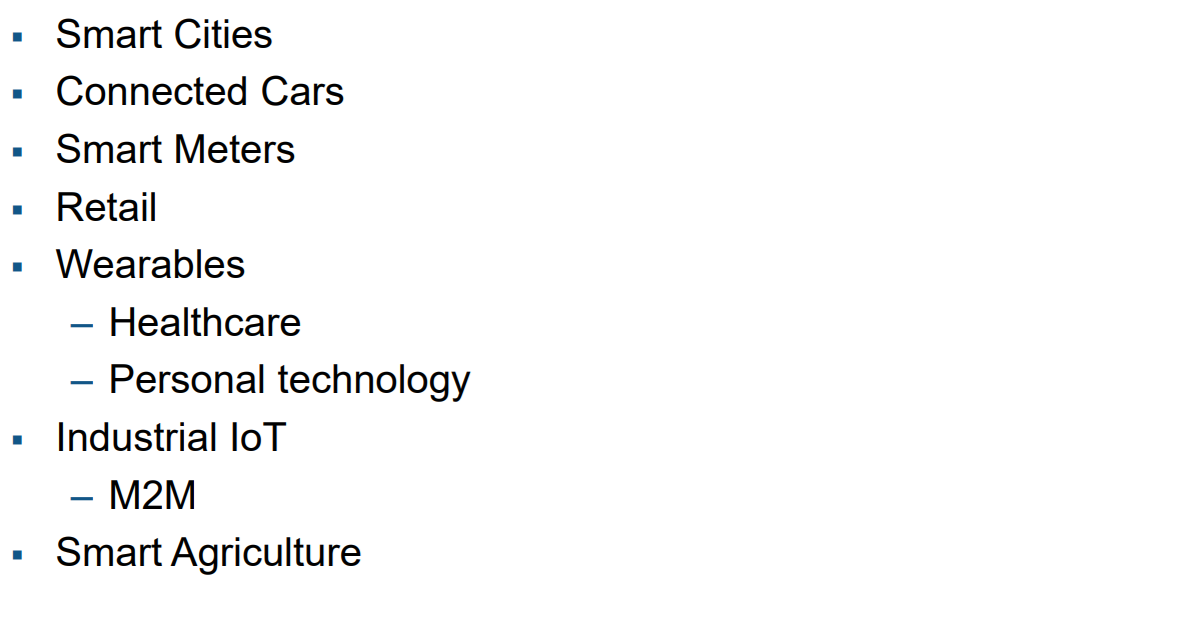 ▪ Smart Cities
▪ Connected Cars
▪ Smart Meters
▪ Retail
▪ Wearables
– Healthcare
– Personal technology
▪ Industrial IoT
– M2M
▪ Smart Agriculture